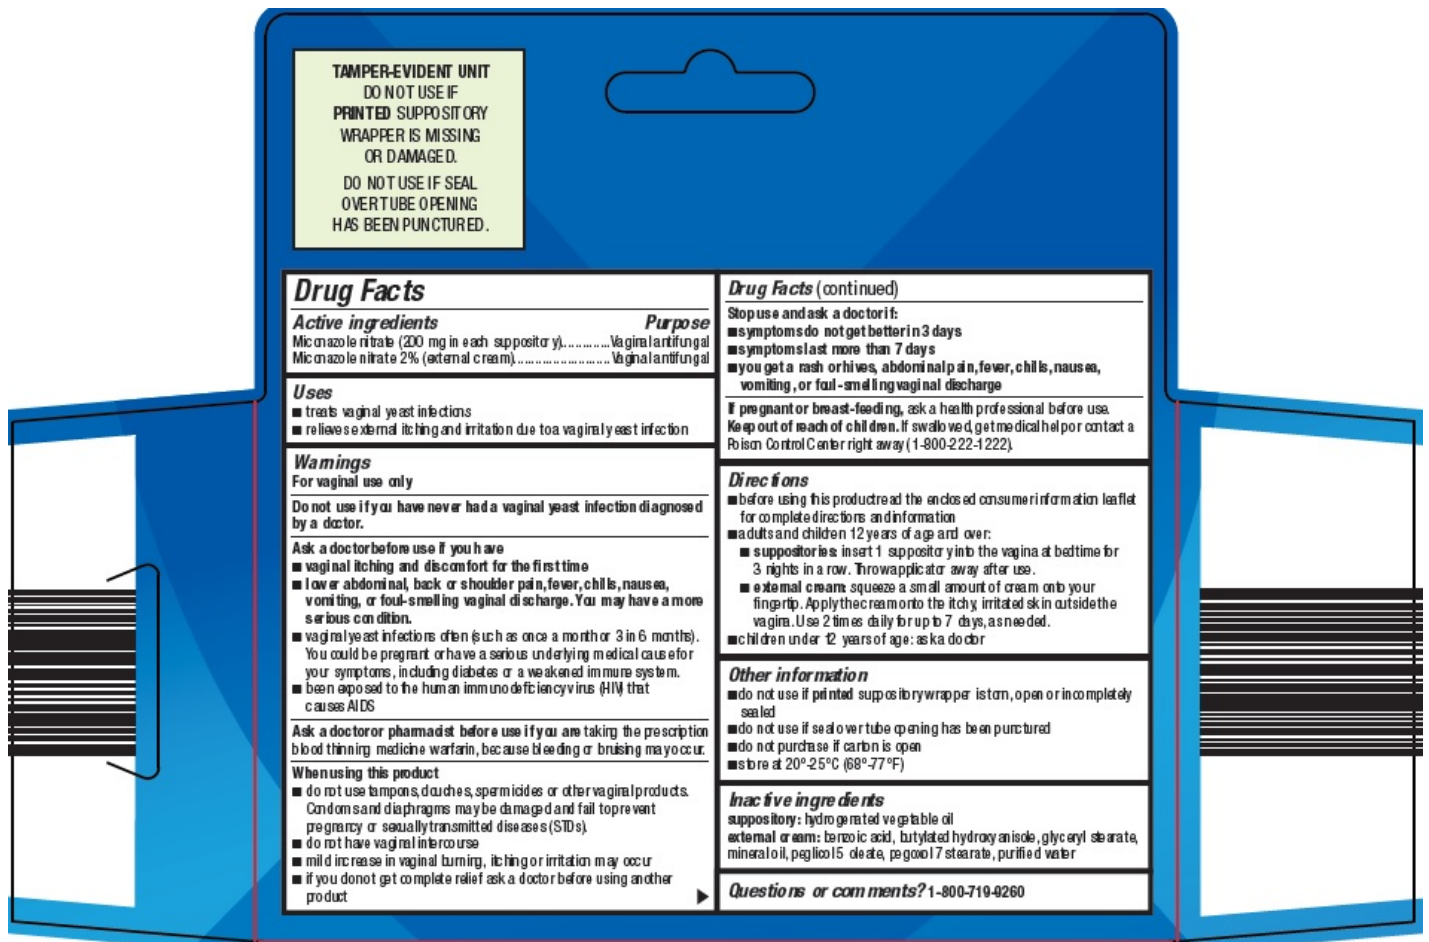 TAMPER-EVIDENT UNIT
DO NOT USE IF
PRINTED SUPPOSITORY
WRAPPER IS MISSING
OR DAMAGED.
DO NOT USE IF SEAL
OVER TUBE OPENING
HAS BEEN PUNCTURED.
Drug Facts
Active ingredients Purpose
Miconazole nitrate (200 mg in each suppository)............Vaginal antifungal
Miconazole nitrate 2% (external cream)..........................Vaginal antifungal
Uses
■ treats vaginal yeast infections
■ relieves external itching and irritation due to a vaginal yeast infection
Warnings
For vaginal use only
Do not use if you have never had a vaginal yeast infection diagnosed
by a doctor.
Ask a doctor before use if you have
■ vaginal itching and discomfort for the first time
■ lower abdominal, back or shoulder pain, fever, chills, nausea,
vomiting, or foul-smelling vaginal discharge. You may have a more
serious condition.
■ vaginal yeast infections often (such as once a month or 3 in 6 months).
You could be pregnant or have a serious underlying medical cause for
your symptoms, including diabetes or a weakened immune system.
■ been exposed to the human immunodeficiency virus (HIV) that
causes AIDS
Ask a doctor or pharmacist before use if you are taking the prescription
blood thinning medicine warfarin, because bleeding or bruising may occur.
When using this product
■ do not use tampons, douches, spermicides or other vaginal products.
Condoms and diaphragms may be damaged and fail to prevent
pregnancy or sexually transmitted diseases (STDs).
■ do not have vaginal intercourse
■ mild increase in vaginal burning, itching or irritation may occur
■ if you do not get complete relief ask a doctor before using another
product
Drug Facts (continued)
Stop use and ask a doctor if:
■ symptoms do not get better in 3 days
■ symptoms last more than 7 days
■ you get a rash or hives, abdominal pain, fever, chills, nausea,
vomiting, or foul-smelling vaginal discharge
If pregnant or breast-feeding, ask a health professional before use.
Keep out of reach of children. If swallowed, get medical help or contact a
Poison Control Center right away (1-800-222-1222).
Directions
■ before using this product read the enclosed consumer information leaflet
for complete directions and information
■ adults and children 12 years of age and over:
■ suppositories: insert 1 suppository into the vagina at bedtime for
3 nights in a row. Throw applicator away after use.
■ external cream: squeeze a small amount of cream onto your
fingertip. Apply the cream onto the itchy, irritated skin outside the
vagina. Use 2 times daily for up to 7 days, as needed.
■ children under 12 years of age: ask a doctor
Other information
■ do not use if printed suppository wrapper is torn, open or incompletely
sealed
■ do not use if seal over tube opening has been punctured
■ do not purchase if carton is open
■ store at 20º-25ºC (68º-77ºF)
Inactive ingredients
suppository: hydrogenated vegetable oil
external cream: benzoic acid, butylated hydroxyanisole, glyceryl stearate,
mineral oil, peglicol 5 oleate, pegoxol 7 stearate, purified water
Questions or comments? 1-800-719-9260